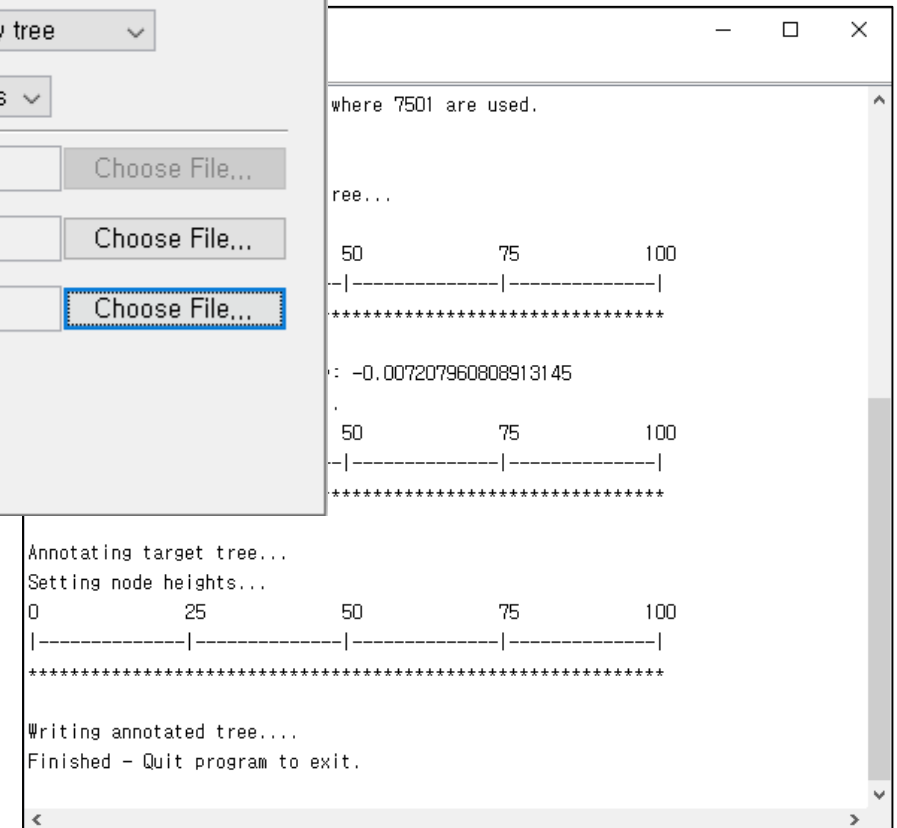 tree
Choose File...
Choose File...
Choose File...
where 7501 are used.
ree...
50 75 100
-|--------------|--------------|
********************************
: -0.007207960808913145
.
50 75 100
-|--------------|--------------|
********************************
Annotating target tree...
Setting node heights...
0 25 50 75 100
|--------------|--------------|--------------|--------------|
*************************************************************
₩riting annotated tree....
Finished - Quit program to exit.